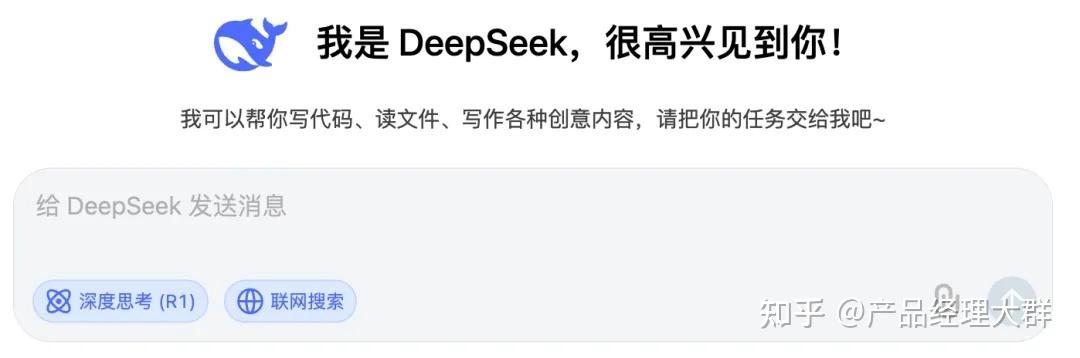 我是 DeepSeek，很高兴见到你！
我可以帮你写代码、读文件、写作各种创意内容，请把你的任务交给我吧~
给 DeepSeek 发送消息
深度思考 (R1)
联网搜索
知乎 @产品经理大群